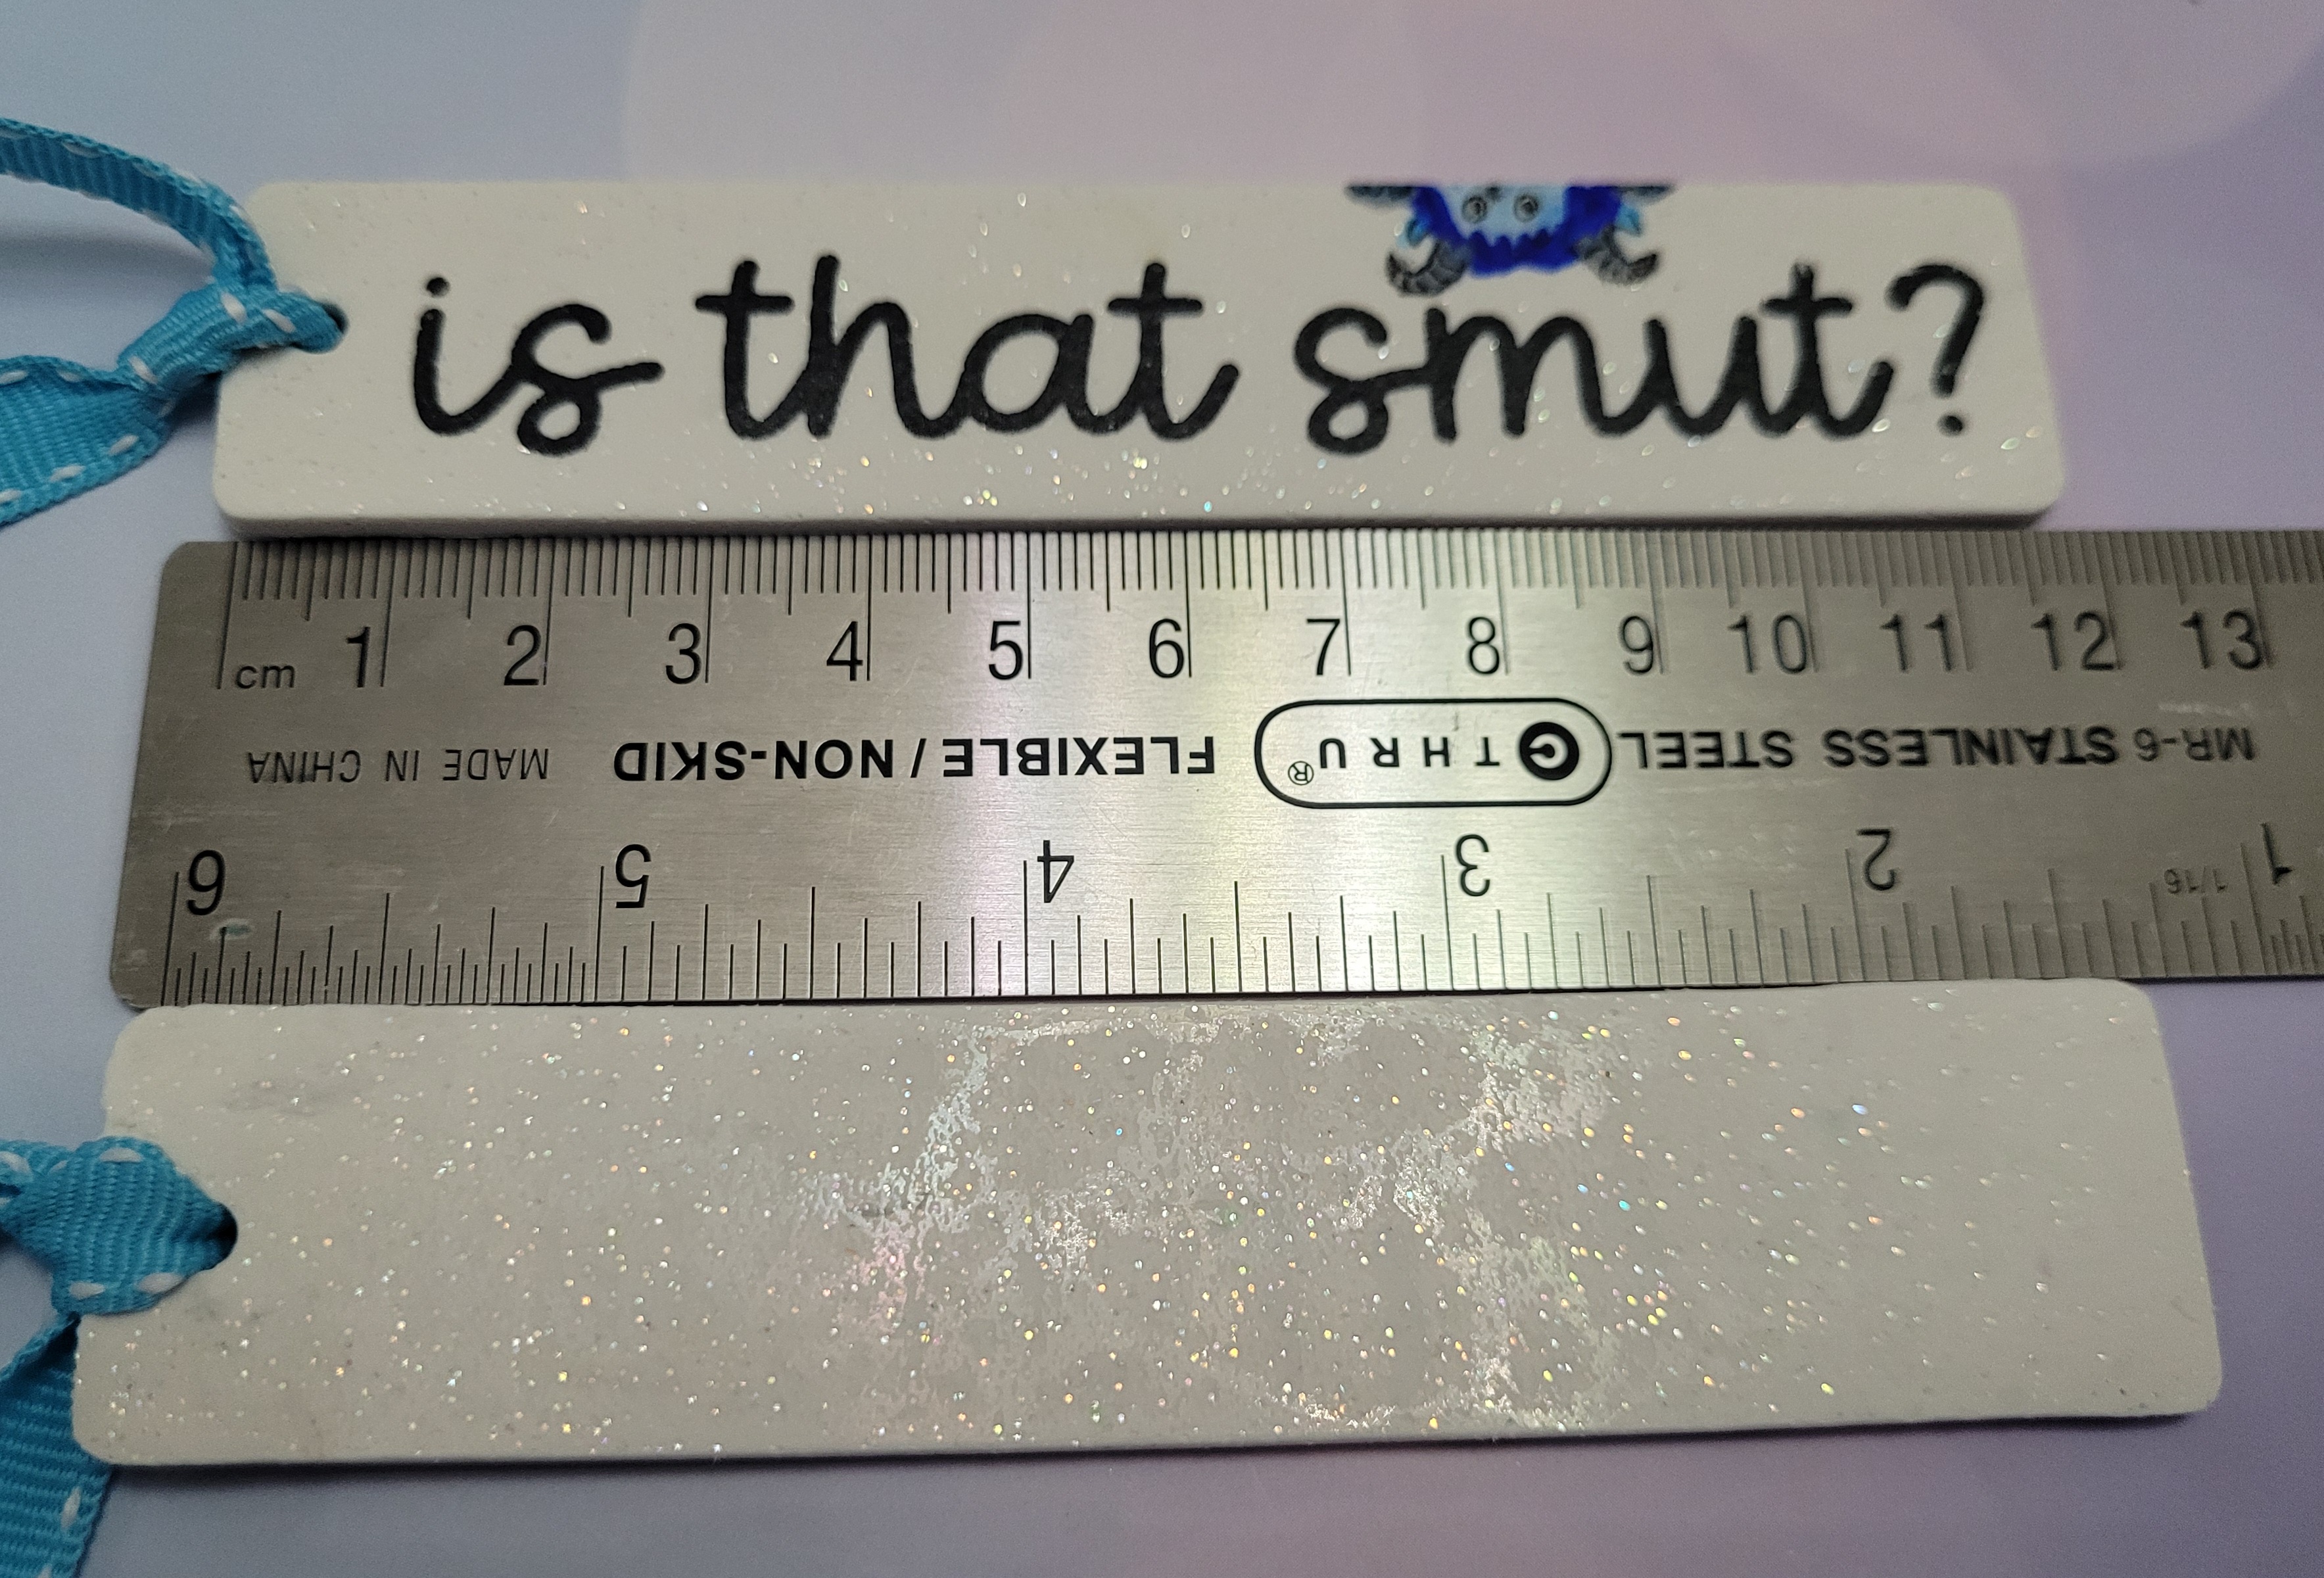 is that smut?
cm 1 2 3 4 5 6 7 8 9 10 11 12 13
MR-6 STAINLESS STEEL C THRU® FLEXIBLE / NON-SKID MADE IN CHINA
1 1/16 2 3 4 5 6